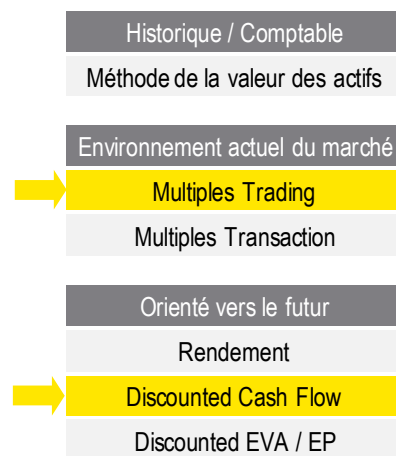 Historique / Comptable
Méthode de la valeur des actifs
Environnement actuel du marché
Multiples Trading
Multiples Transaction
Orienté vers le futur
Rendement
Discounted Cash Flow
Discounted EVA / EP